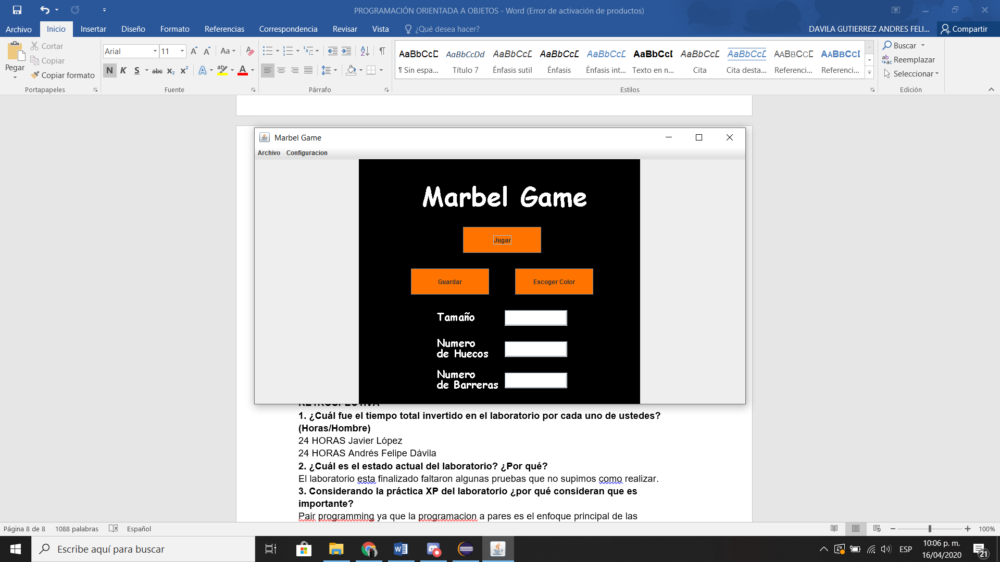 PROGRAMACIÓN ORIENTADA A OBJETOS - Word (Error de activación de productos)
Archivo Inicio Insertar Diseño Formato Referencias Correspondencia Revisar Vista ¿Qué desea hacer? DAVILA GUTIERREZ ANDRES FELI... Compartir
Pegar
Cortar
Copiar
Copiar formato
Portapapeles
Arial 11
N K S abc x₂ x² A ab A
Fuente
Párrafo
AaBbCcD AaBbCcDd AaBbCcE AaBbCcE AaBbCcE AaBbCcI AaBbCcE AaBbCcE AABBCCD AABBCCI
¶ Sin espa... Título 7 Énfasis sutil Énfasis Énfasis int... Texto en n... Cita Cita desta... Referenci... Referenci...
Estilos
Buscar
Reemplazar
Seleccionar
Edición
Marbel Game
Archivo Configuracion
Marbel Game
Jugar
Guardar Escoger Color
Tamaño
Numero
de Huecos
Numero
de Barreras
RETROSPECTIVA
1. ¿Cuál fue el tiempo total invertido en el laboratorio por cada uno de ustedes?
(Horas/Hombre)
24 HORAS Javier López
24 HORAS Andrés Felipe Dávila
2. ¿Cuál es el estado actual del laboratorio? ¿Por qué?
El laboratorio esta finalizado faltaron algunas pruebas que no supimos como realizar.
3. Considerando la práctica XP del laboratorio ¿por qué consideran que es
importante?
Pair programming ya que la programacion a pares es el enfoque principal de las
Página 8 de 8 1088 palabras Español 100%
Escribe aquí para buscar
ESP
10:06 p. m.
16/04/2020
21